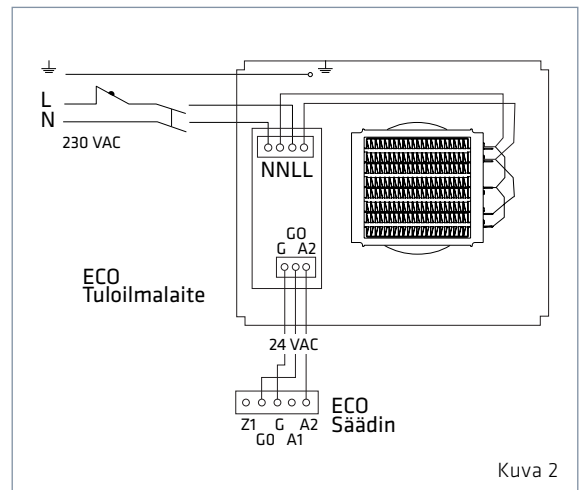 L
N
230 VAC
NNLL
G0
G A2
ECO
Tuloilmalaite
24 VAC
ECO
Säädin
Z1 G A2
G0 A1
Kuva 2